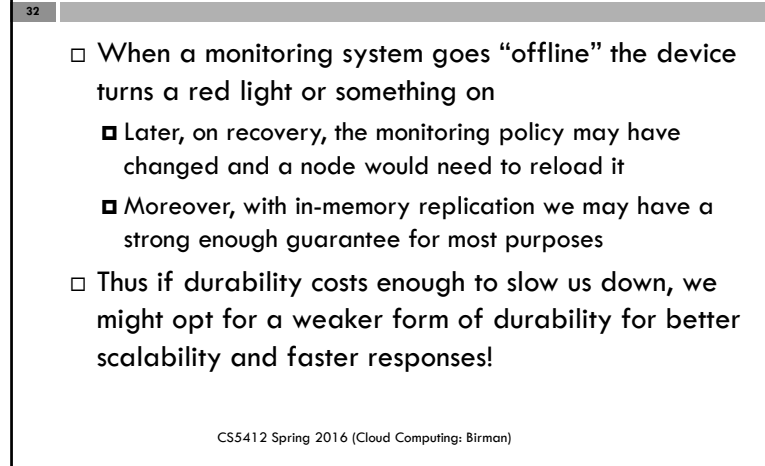 32
When a monitoring system goes “offline” the device
turns a red light or something on
Later, on recovery, the monitoring policy may have
changed and a node would need to reload it
Moreover, with in-memory replication we may have a
strong enough guarantee for most purposes
Thus if durability costs enough to slow us down, we
might opt for a weaker form of durability for better
scalability and faster responses!
CS5412 Spring 2016 (Cloud Computing: Birman)